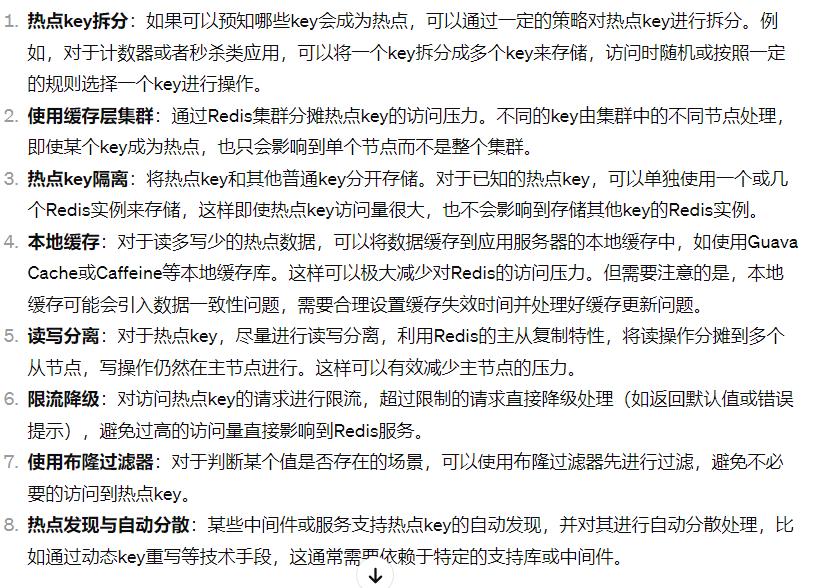 1. 热点key拆分：如果可以预知哪些key会成为热点，可以通过一定的策略对热点key进行拆分。例
如，对于计数器或者秒杀类应用，可以将一个key拆分成多个key来存储，访问时随机或按照一定
的规则选择一个key进行操作。
2. 使用缓存层集群：通过Redis集群分摊热点key的访问压力。不同的key由集群中的不同节点处理，
即使某个key成为热点，也只会影响到单个节点而不是整个集群。
3. 热点key隔离：将热点key和其他普通key分开存储。对于已知的热点key，可以单独使用一个或几
个Redis实例来存储，这样即使热点key访问量很大，也不会影响到存储其他key的Redis实例。
4. 本地缓存：对于读多写少的热点数据，可以将数据缓存到应用服务器的本地缓存中，如使用Guava
Cache或Caffeine等本地缓存库。这样可以极大减少对Redis的访问压力。但需要注意的是，本地
缓存可能会引入数据一致性问题，需要合理设置缓存失效时间并处理好缓存更新问题。
5. 读写分离：对于热点key，尽量进行读写分离，利用Redis的主从复制特性，将读操作分摊到多个
从节点，写操作仍然在主节点进行。这样可以有效减少主节点的压力。
6. 限流降级：对访问热点key的请求进行限流，超过限制的请求直接降级处理（如返回默认值或错误
提示），避免过高的访问量直接影响到Redis服务。
7. 使用布隆过滤器：对于判断某个值是否存在的场景，可以使用布隆过滤器先进行过滤，避免不必
要的访问到热点key。
8. 热点发现与自动分散：某些中间件或服务支持热点key的自动发现，并对其进行自动分散处理，比
如通过动态key重写等技术手段，这通常需要依赖于特定的支持库或中间件。